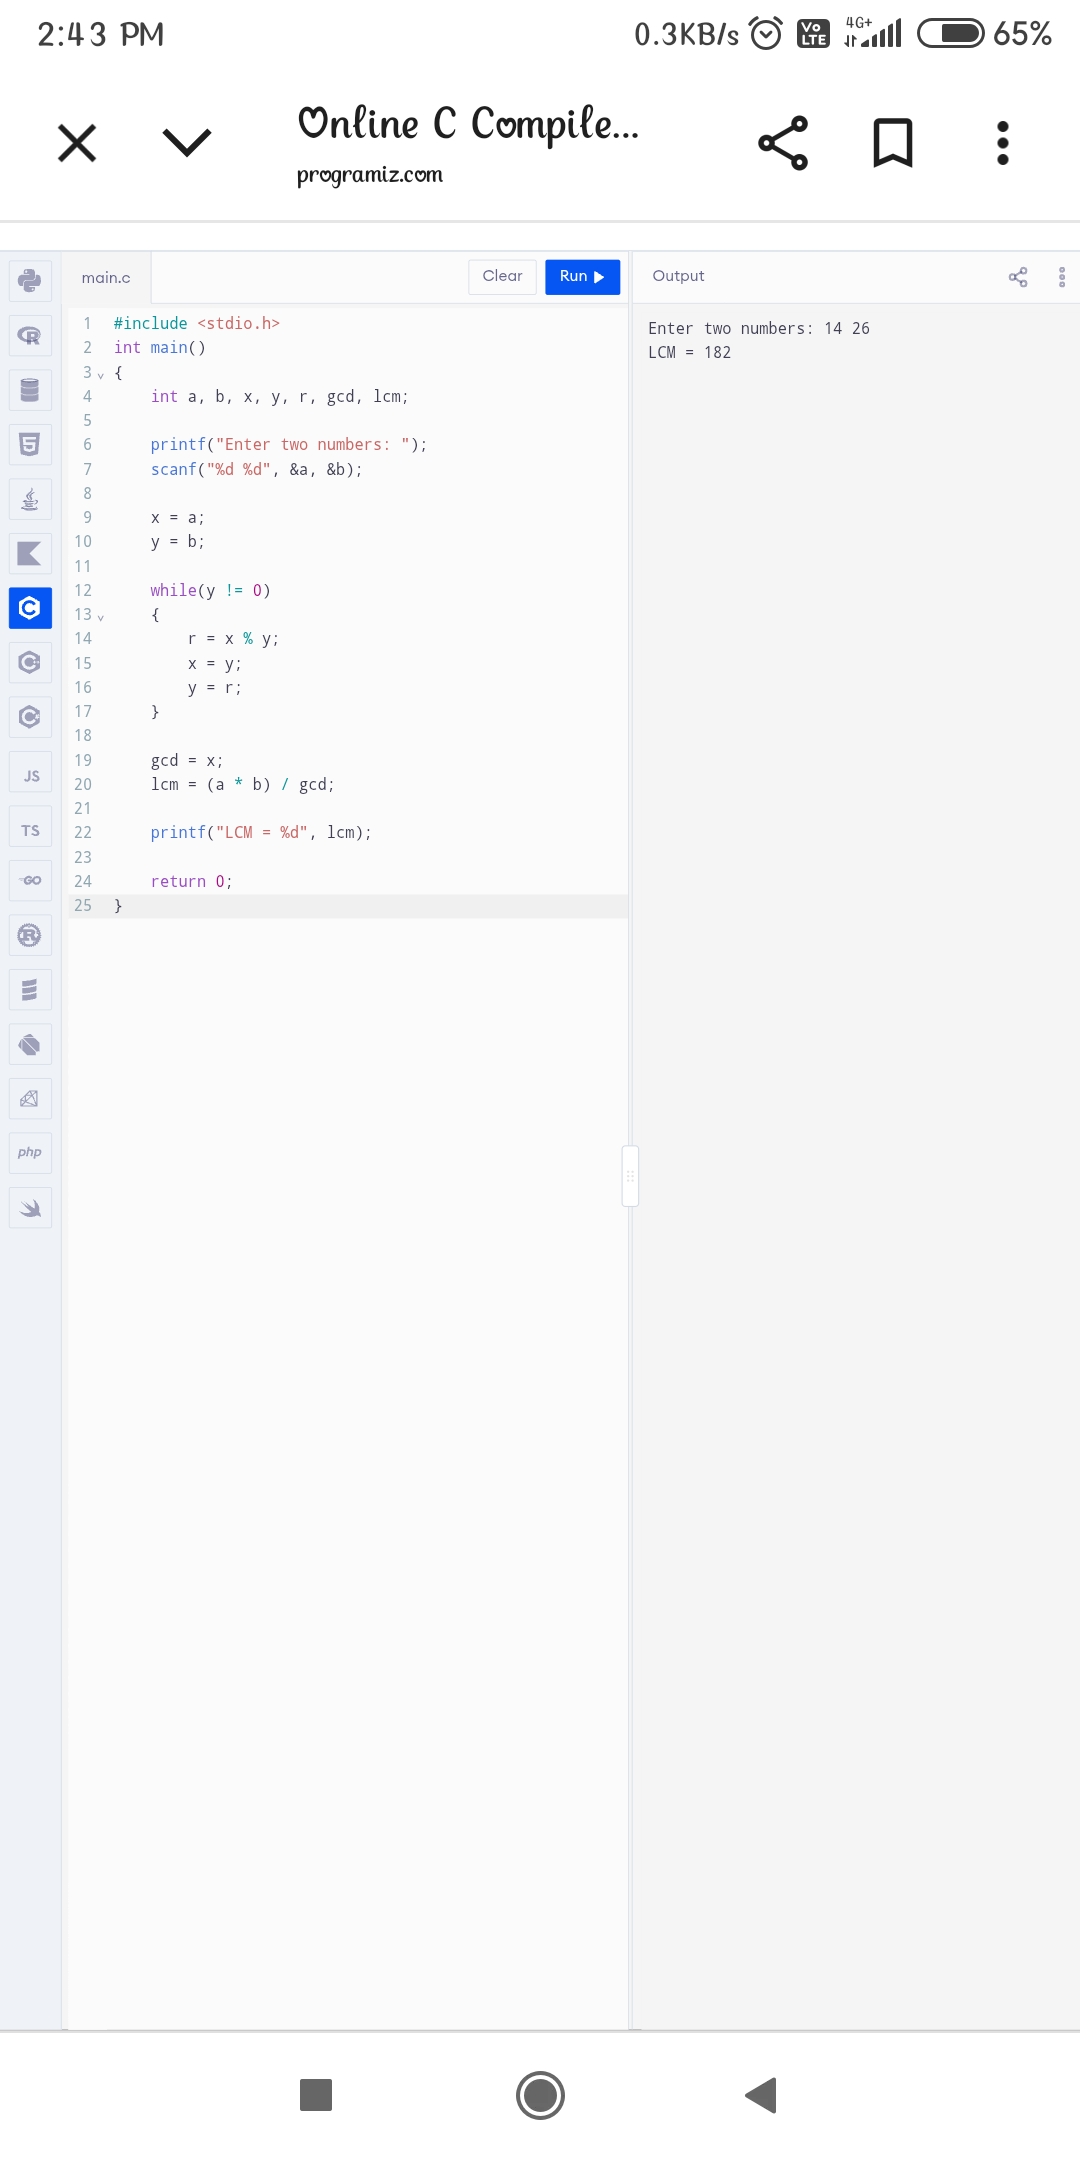 2:43 PM 0.3KB/s Vo LTE 4G+ 65%
Online C Compile...
programiz.com
main.c Clear Run Output
1 #include <stdio.h>
2 int main()
3 {
4     int a, b, x, y, r, gcd, lcm;
5
6     printf("Enter two numbers: ");
7     scanf("%d %d", &a, &b);
8
9     x = a;
10     y = b;
11
12     while(y != 0)
13     {
14         r = x % y;
15         x = y;
16         y = r;
17     }
18
19     gcd = x;
20     lcm = (a * b) / gcd;
21
22     printf("LCM = %d", lcm);
23
24     return 0;
25 }
Enter two numbers: 14 26
LCM = 182
R
5
C
C
C
JS
TS
GO
R
php